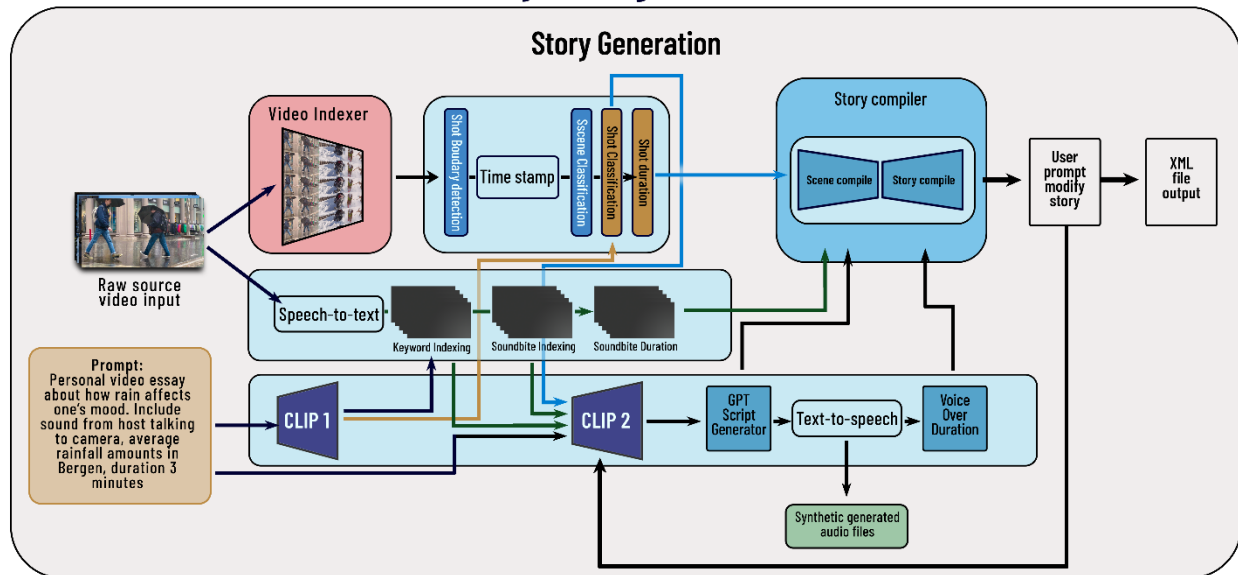 Story Generation
Video Indexer
Shot Boudary detection
Time stamp
Sscene Classification
Shot Classification
Shot duration
Story compiler
Scene compile
Story compile
User
prompt
modify
story
XML
file
output
Raw source
video input
Speech-to-text
Keyword Indexing
Soundbite Indexing
Soundbite Duration
Prompt:
Personal video essay
about how rain affects
one's mood. Include
sound from host talking
to camera, average
rainfall amounts in
Bergen, duration 3
minutes
CLIP 1
CLIP 2
GPT
Script
Generator
Text-to-speech
Voice
Over
Duration
Synthetic generated
audio files